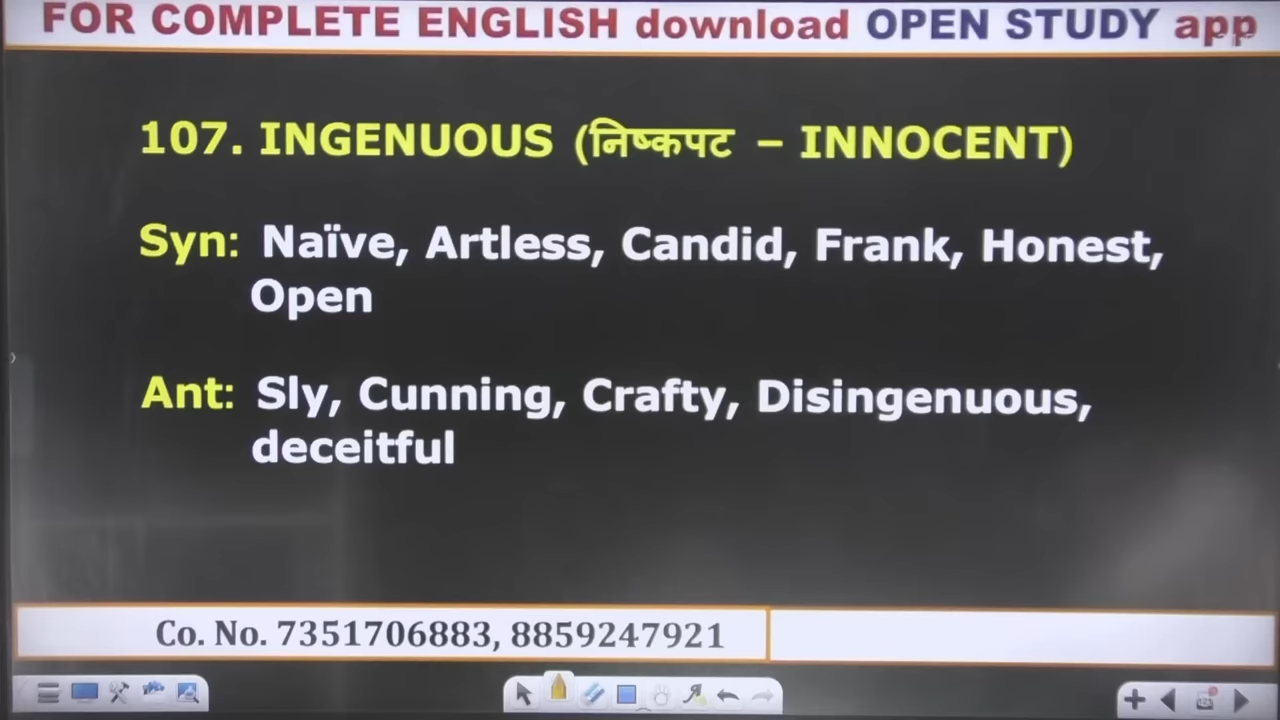 FOR COMPLETE ENGLISH download OPEN STUDY app
107. INGENUOUS (निष्कपट – INNOCENT)
Syn: Naïve, Artless, Candid, Frank, Honest,
Open
Ant: Sly, Cunning, Crafty, Disingenuous,
deceitful
Co. No. 7351706883, 8859247921